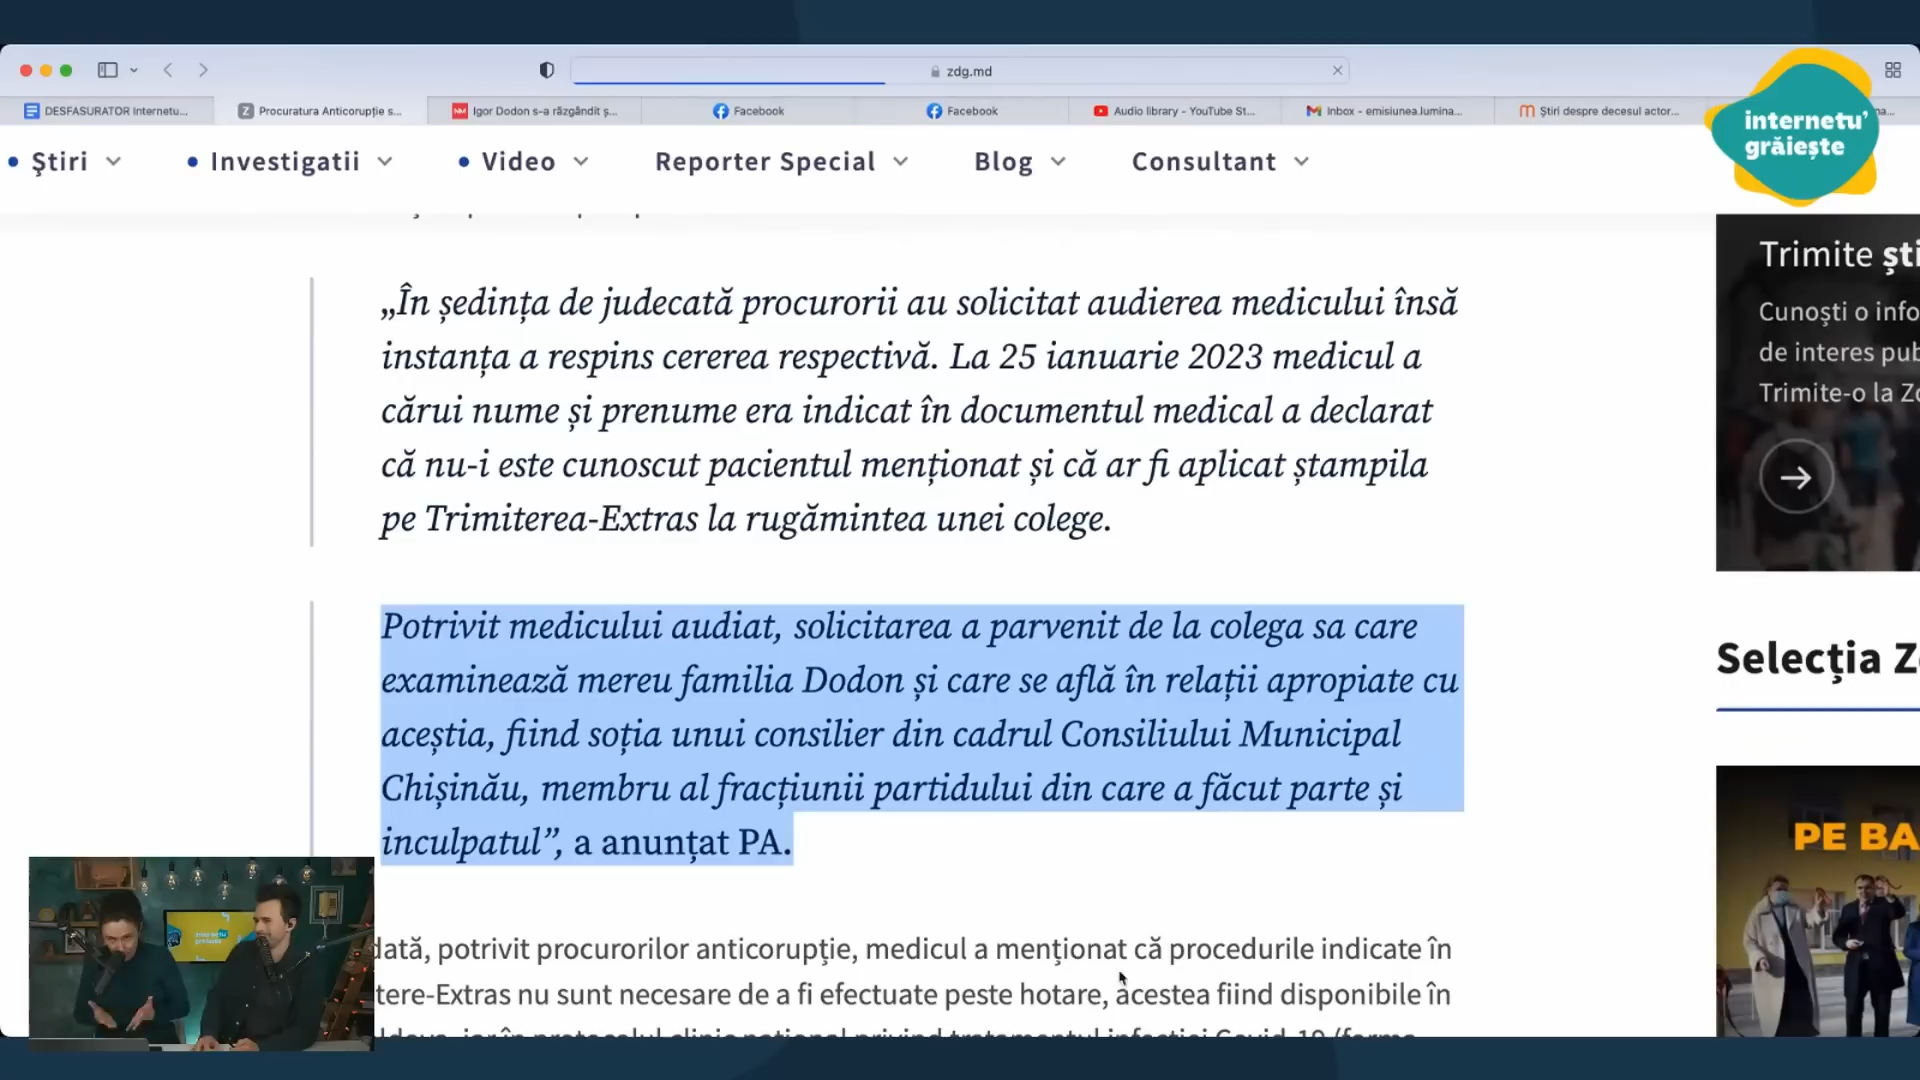 zdg.md
DESFASURATOR Internetu...
Procuratura Anticorupție s...
Igor Dodon s-a răzgândit ș...
Facebook
Facebook
Audio library - YouTube St...
Inbox - emisiunea.lumina...
Știri despre decesul actor...
internetu'
grăiește
Știri
Investigatii
Video
Reporter Special
Blog
Consultant
„În ședința de judecată procurorii au solicitat audierea medicului însă
instanța a respins cererea respectivă. La 25 ianuarie 2023 medicul a
cărui nume și prenume era indicat în documentul medical a declarat
că nu-i este cunoscut pacientul menționat și că ar fi aplicat ștampila
pe Trimiterea-Extras la rugămintea unei colege.
Potrivit medicului audiat, solicitarea a parvenit de la colega sa care
examinează mereu familia Dodon și care se află în relații apropiate cu
aceștia, fiind soția unui consilier din cadrul Consiliului Municipal
Chișinău, membru al fracțiunii partidului din care a făcut parte și
inculpatul”, a anunțat PA.
dată, potrivit procurorilor anticorupție, medicul a menționat că procedurile indicate în
tere-Extras nu sunt necesare de a fi efectuate peste hotare, acestea fiind disponibile în
Trimite ști
Cunoști o info
de interes pub
Trimite-o la Zd
Selecția Z
PE BA